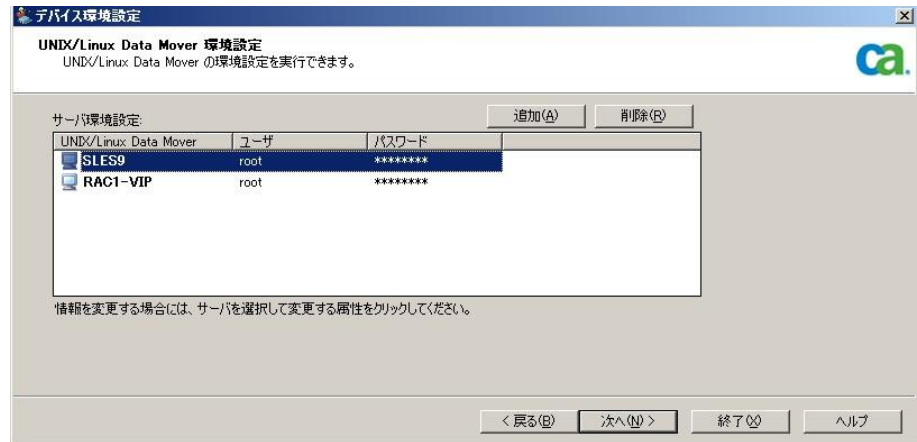 デバイス環境設定
UNIX/Linux Data Mover 環境設定
UNIX/Linux Data Mover の環境設定を実行できます。
ca.
サーバ環境設定:
追加(A)
削除(R)
UNIX/Linux Data Mover ユーザ パスワード
SLES9 root ********
RAC1-VIP root ********
情報を変更する場合には、サーバを選択して変更する属性をクリックしてください。
< 戻る(B)
次へ(N) >
終了(X)
ヘルプ